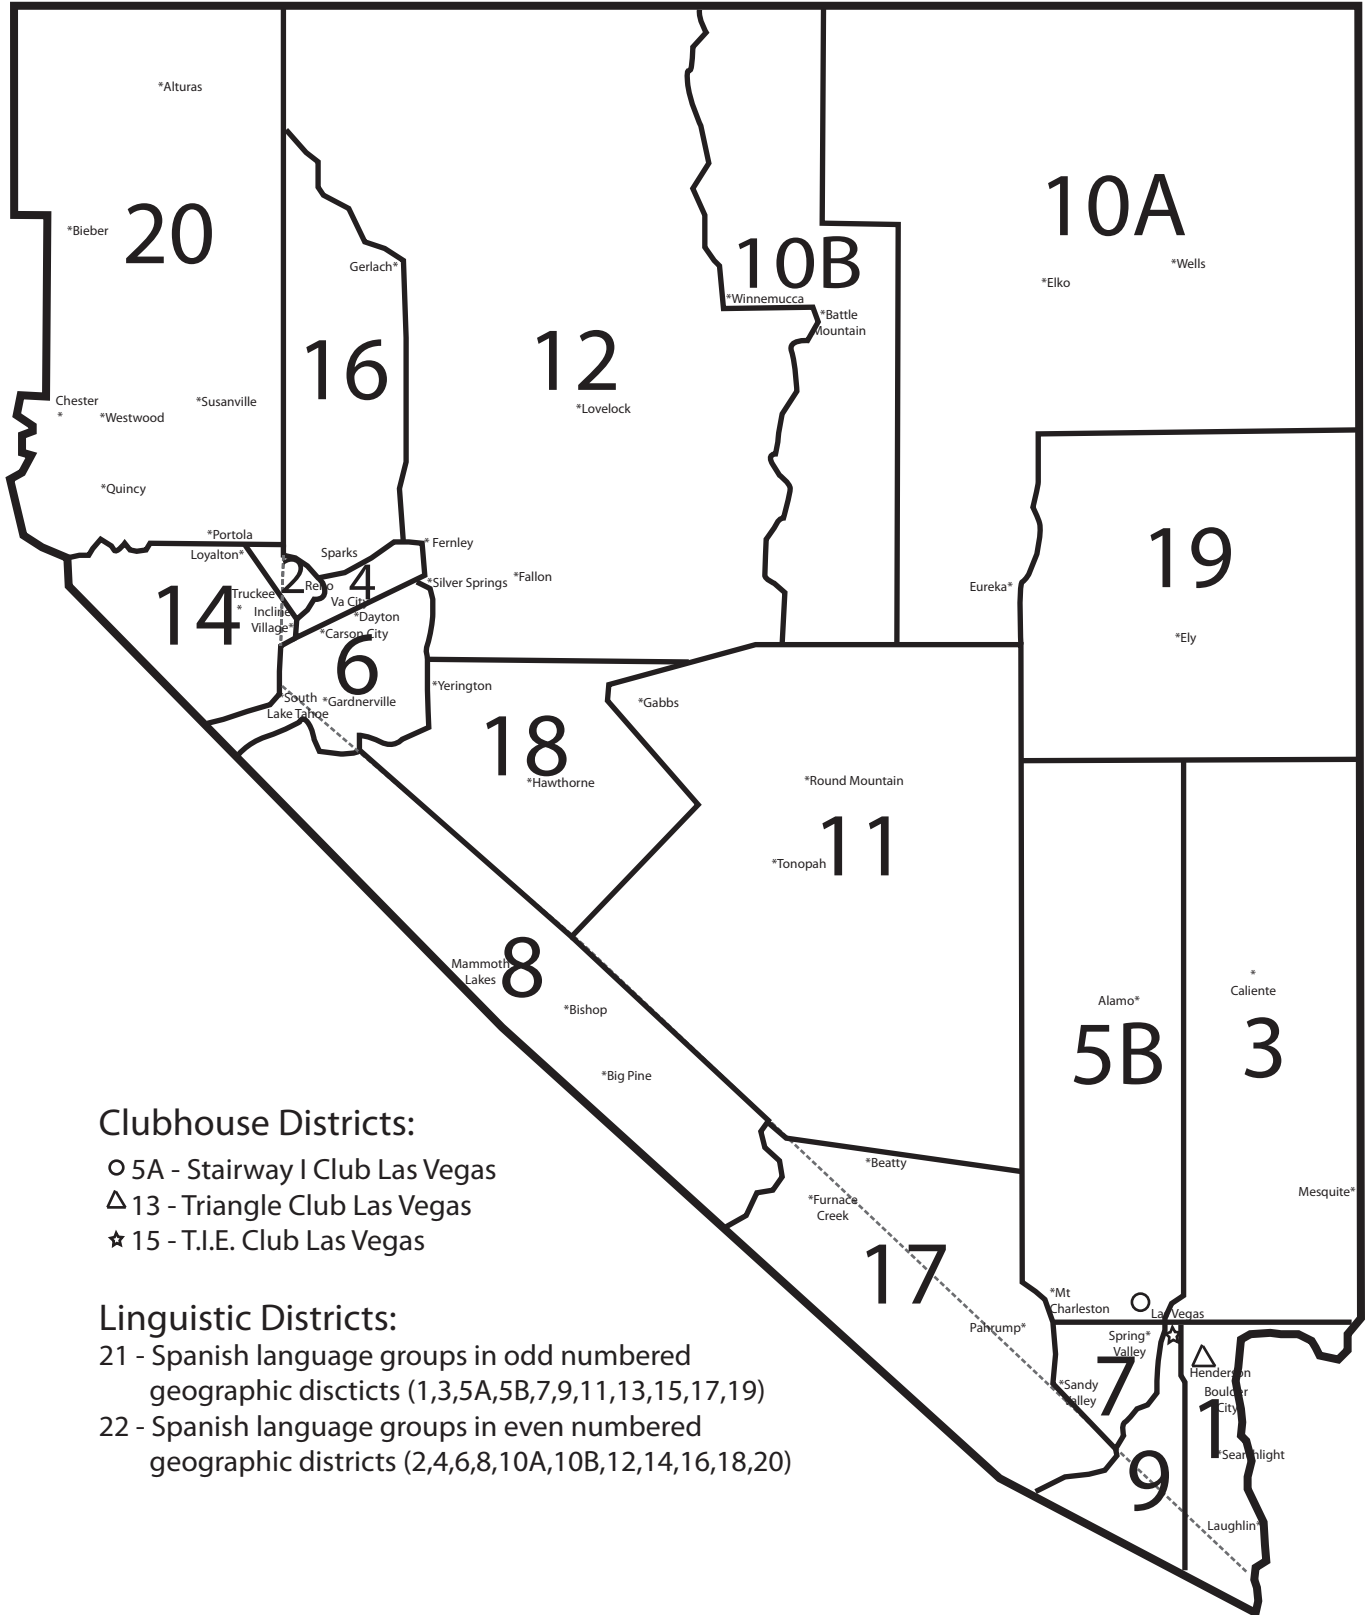 *Alturas
10A
20
*Bieber
10B
Gerlach*
*Wells
*Elko
*Winnemucca
*Battle
Mountain
16
12
Chester
*
*Westwood
*Susanville
*Lovelock
*Quincy
*Portola
Loyalton*
Sparks
* Fernley
19
2
Reno
4
*Silver Springs
*Fallon
Eureka*
14
Truckee
*
Incline
Village*
Va City
*Dayton
*Carson City
*Ely
6
*South
Lake Tahoe
*Gardnerville
*Yerington
*Gabbs
18
*Hawthorne
*Round Mountain
11
*Tonopah
8
Mammoth
Lakes
*Bishop
*
Caliente
Alamo*
5B
3
*Big Pine
Clubhouse Districts:
5A - Stairway I Club Las Vegas
13 - Triangle Club Las Vegas
15 - T.I.E. Club Las Vegas
*Beatty
*Furnace
Creek
Mesquite*
17
*Mt
Charleston
Las Vegas
Pahrump*
Spring*
Valley
7
Henderson
*Sandy
Valley
Boulder
City
1
*Searchlight
9
Laughlin*
Linguistic Districts:
21 - Spanish language groups in odd numbered
geographic discticts (1,3,5A,5B,7,9,11,13,15,17,19)
22 - Spanish language groups in even numbered
geographic districts (2,4,6,8,10A,10B,12,14,16,18,20)